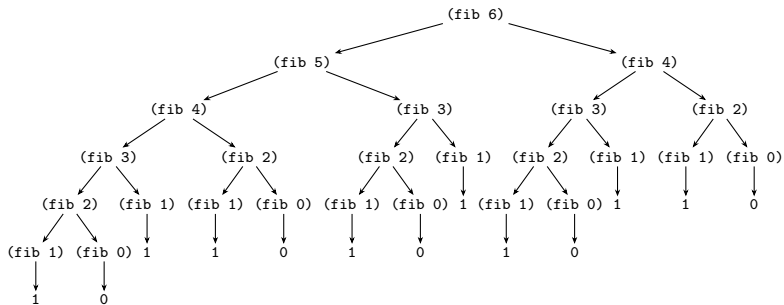 (fib 6)
(fib 5) (fib 4)
(fib 4) (fib 3) (fib 3) (fib 2)
(fib 3) (fib 2) (fib 2) (fib 1) (fib 2) (fib 1) (fib 1) (fib 0)
(fib 2) (fib 1) (fib 1) (fib 0) (fib 1) (fib 0) 1 (fib 1) (fib 0) 1 1 0
(fib 1) (fib 0) 1 1 0 1 0 1 0
1 0